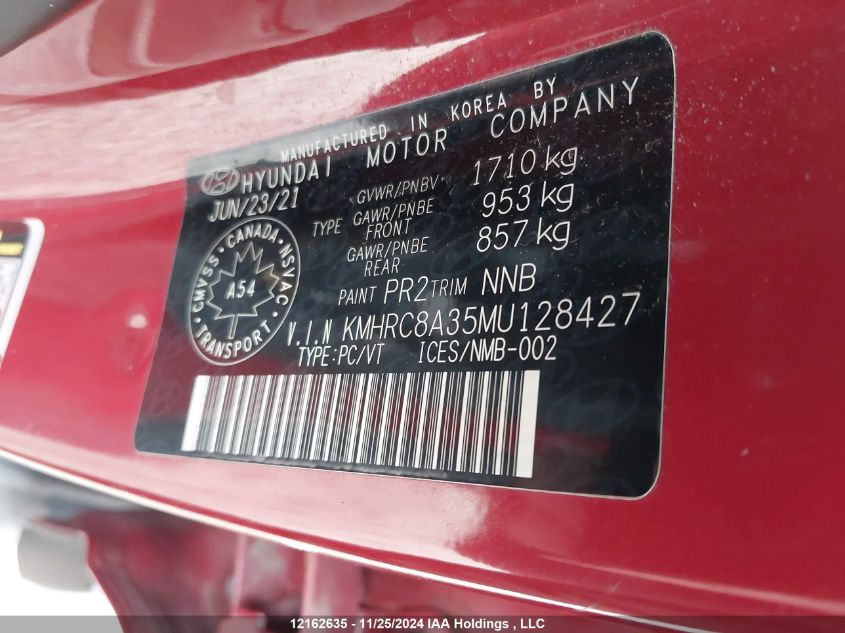 MANUFACTURED IN KOREA BY
HYUNDAI MOTOR COMPANY
JUN/23/21
GVWR/PNBV 1710 kg
TYPE GAWR/PNBE FRONT 953 kg
GAWR/PNBE REAR 857 kg
CMVSS · CANADA · NSVAC
A54
TRANSPORT
PAINT PR2 TRIM NNB
V.I.N KMHRC8A35MU128427
TYPE:PC/VT ICES/NMB-002
12162635 - 11/25/2024 IAA Holdings , LLC